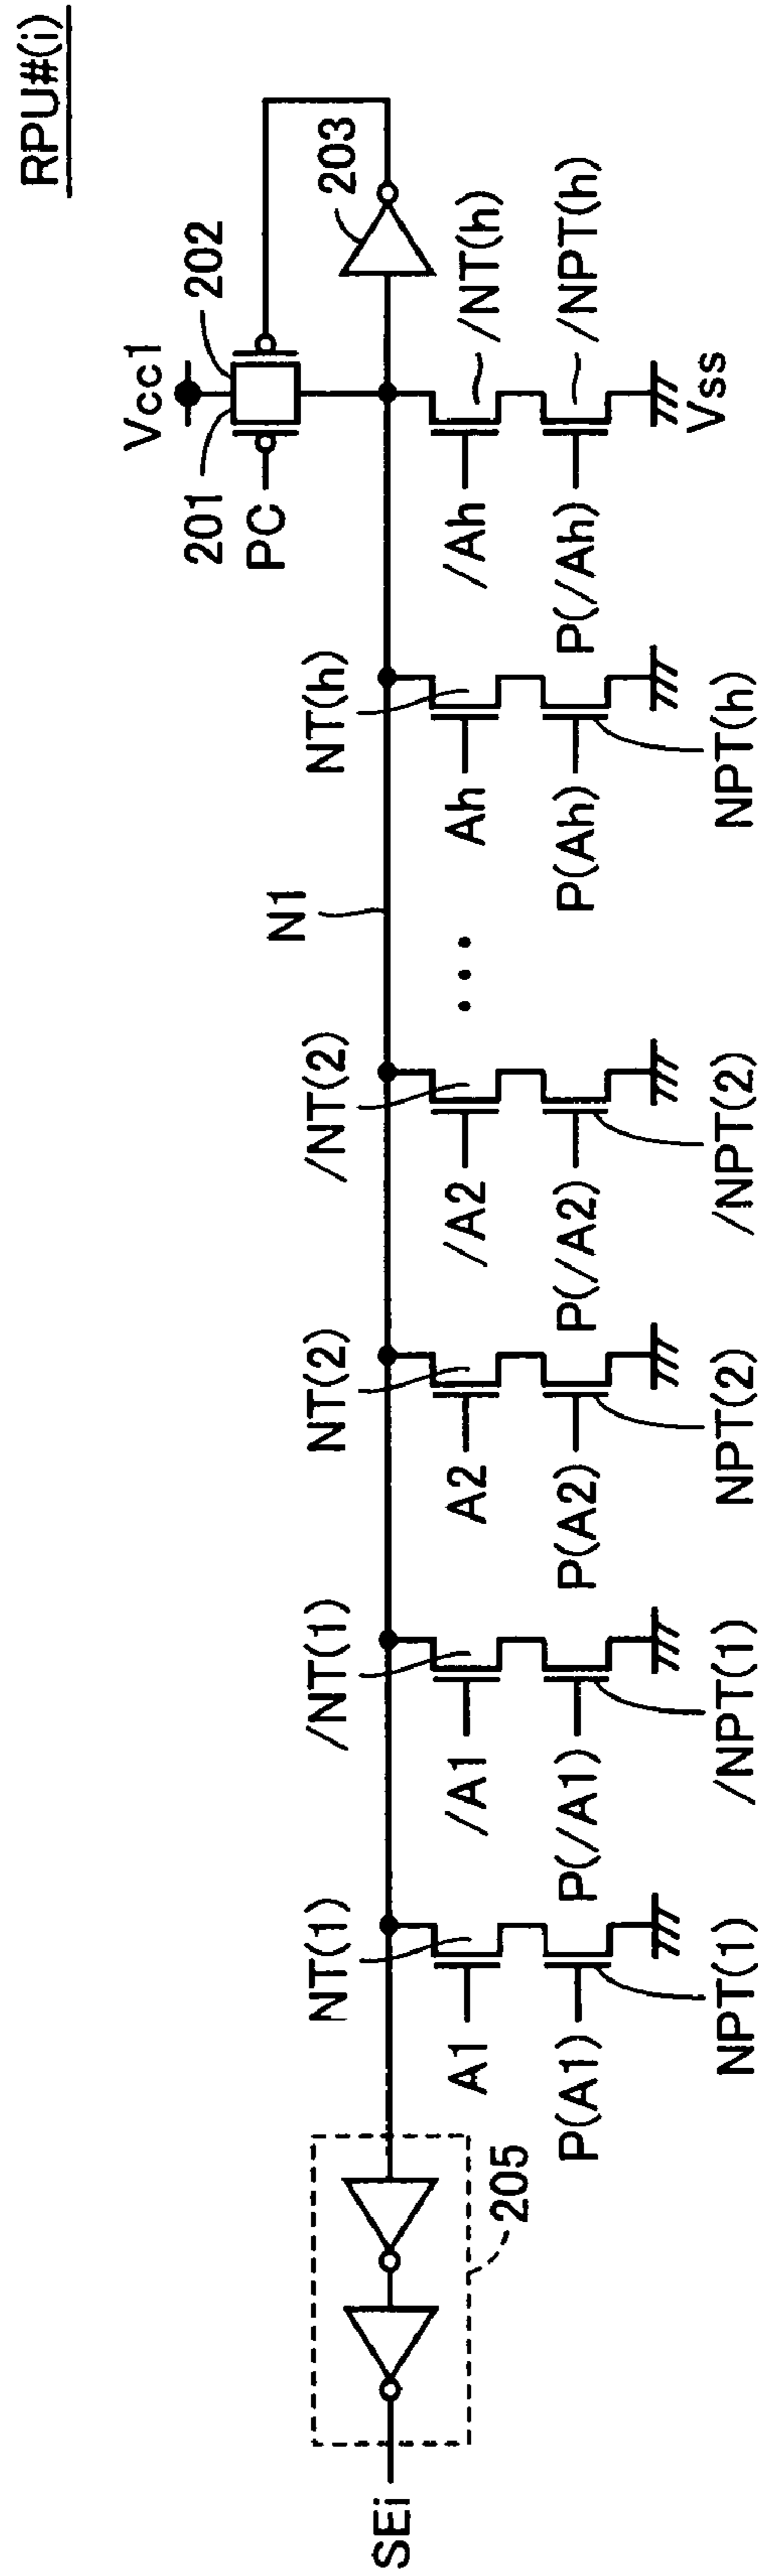 RPU#(i)
Vcc1
201
202
PC
203
N1
NT(1)
/NT(1)
NT(2)
/NT(2)
NT(h)
/NT(h)
/NPT(h)
SEi
205
A1
/A1
A2
/A2
...
Ah
/Ah
P(A1)
P(/A1)
P(A2)
P(/A2)
P(Ah)
P(/Ah)
NPT(1)
/NPT(1)
NPT(2)
/NPT(2)
NPT(h)
Vss